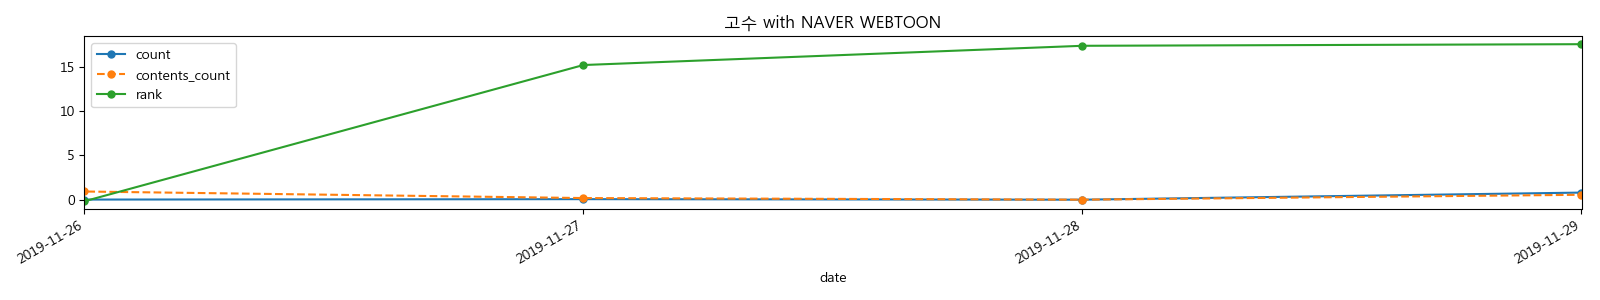 고수 with NAVER WEBTOON
count
contents_count
rank
15
10
5
0
2019-11-26
2019-11-27
2019-11-28
2019-11-29
date